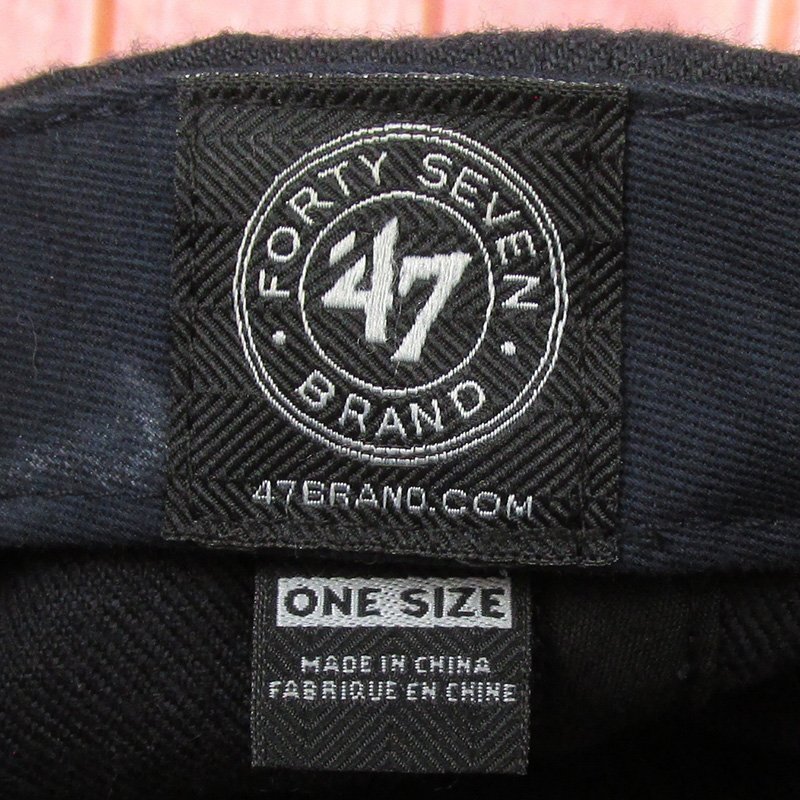 FORTY SEVEN
'47
BRAND
47BRAND.COM
ONE SIZE
MADE IN CHINA
FABRIQUE EN CHINE